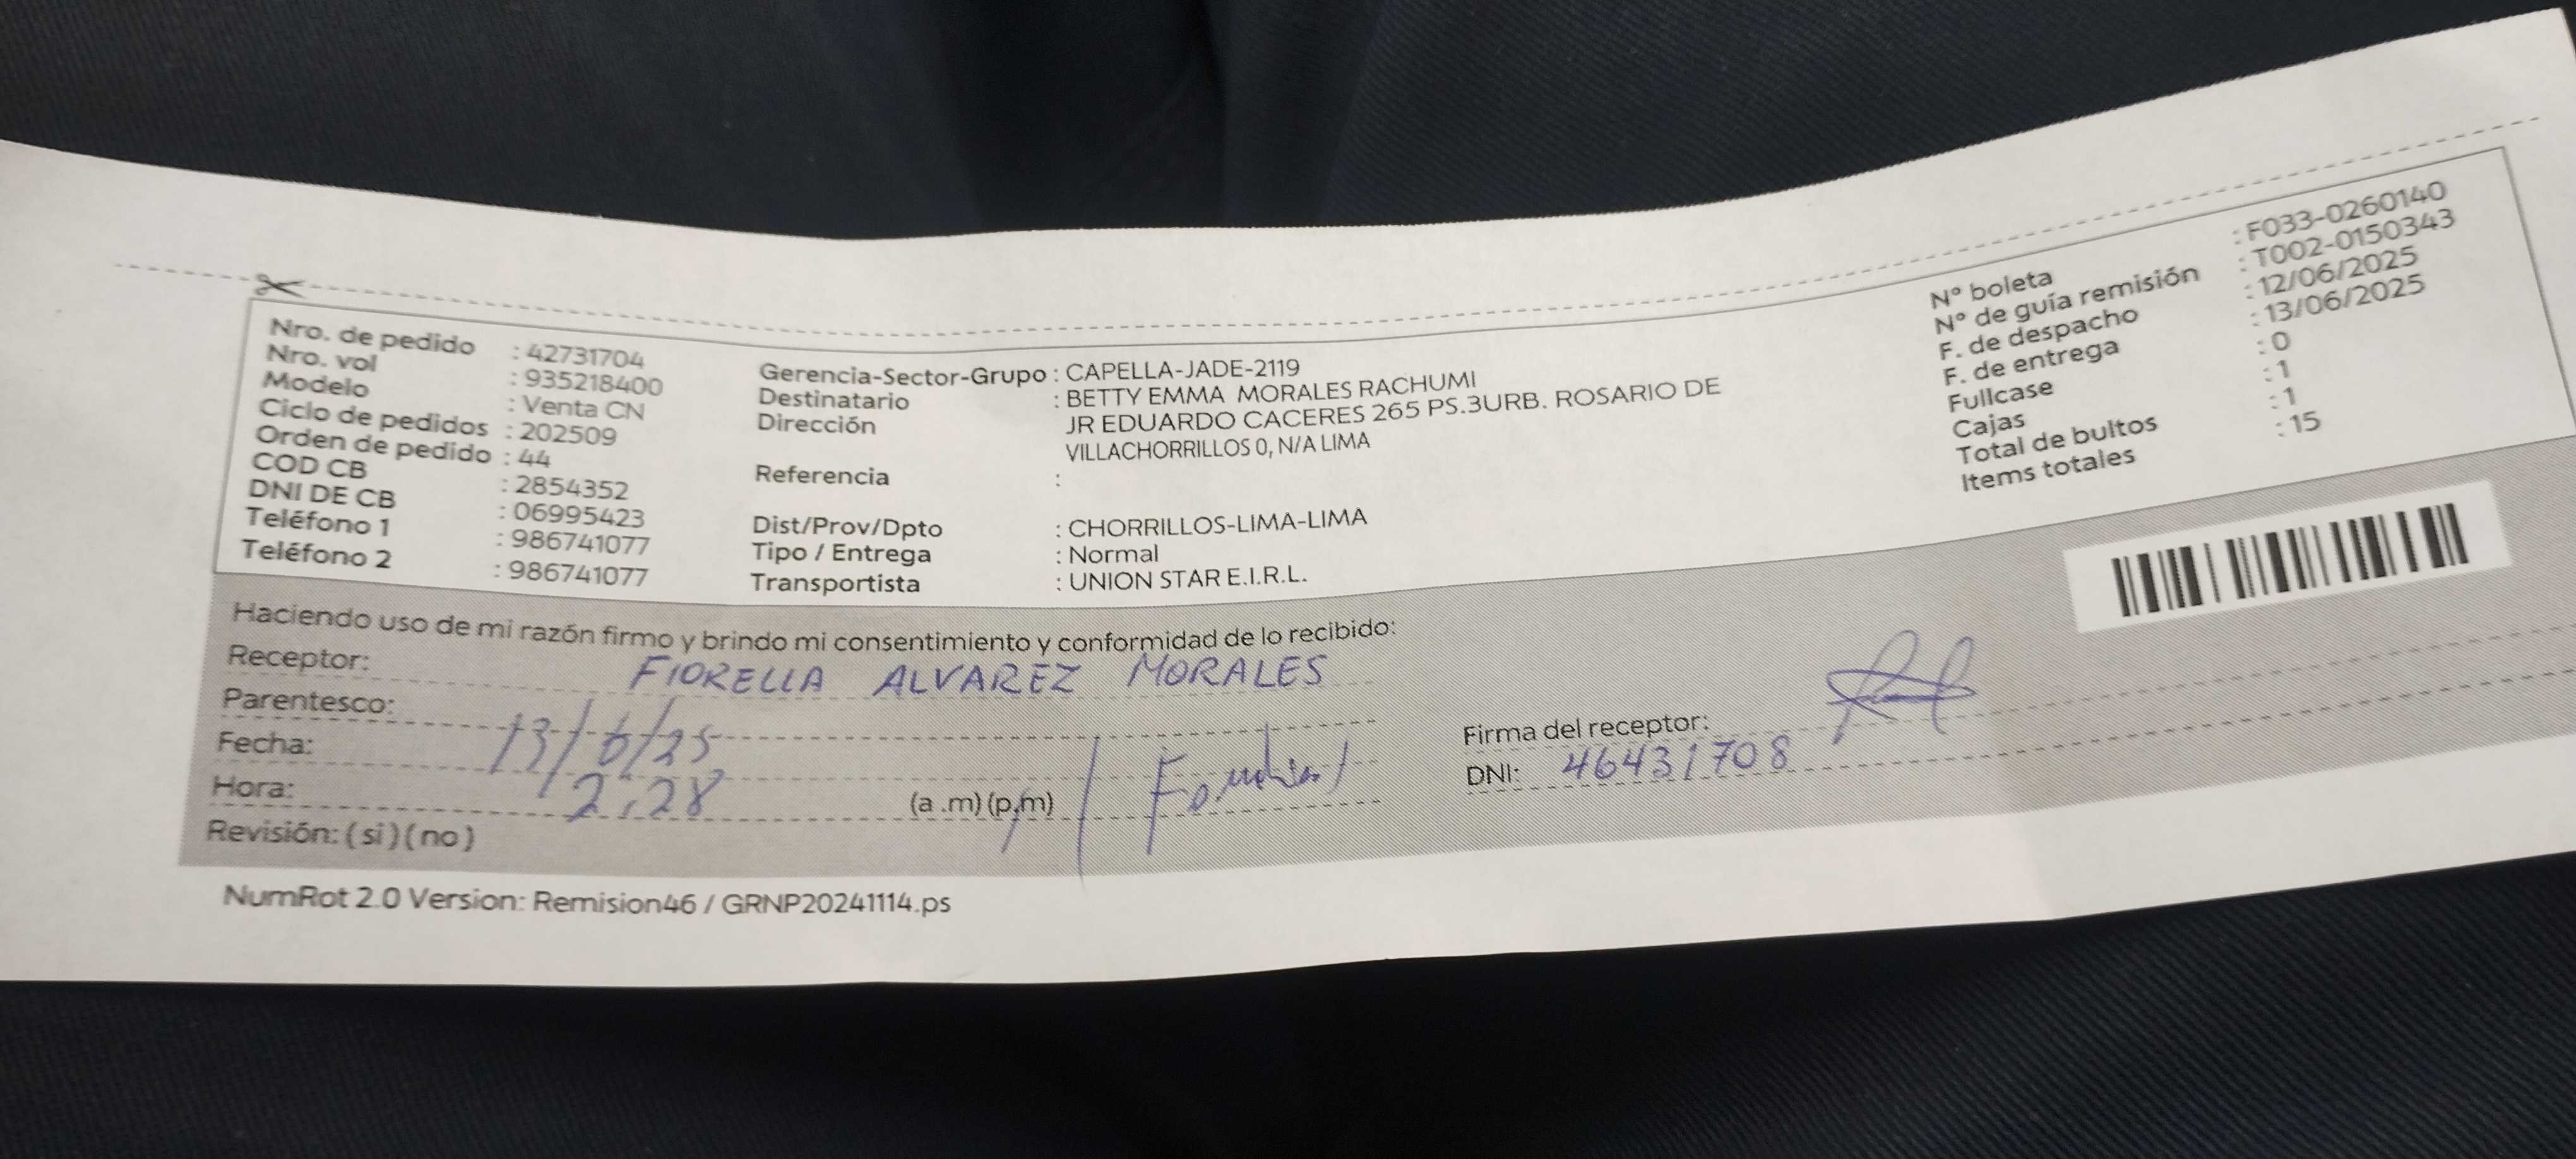 Nro. de pedido : 42731704
Nro. vol : 935218400
Modelo : Venta CN
Ciclo de pedidos : 202509
Orden de pedido : 44
COD CB : 2854352
DNI DE CB : 06995423
Teléfono 1 : 986741077
Teléfono 2 : 986741077
Gerencia-Sector-Grupo : CAPELLA-JADE-2119
Destinatario : BETTY EMMA MORALES RACHUMI
Dirección JR EDUARDO CACERES 265 PS.3URB. ROSARIO DE
VILLACHORRILLOS 0, N/A LIMA
Referencia :
Dist/Prov/Dpto : CHORRILLOS-LIMA-LIMA
Tipo / Entrega : Normal
Transportista : UNION STAR E.I.R.L.
N° boleta : F033-0260140
N° de guía remisión : T002-0150343
F. de despacho : 12/06/2025
F. de entrega : 13/06/2025
Fullcase : 0
Cajas : 1
Total de bultos : 1
Items totales : 15
Haciendo uso de mi razón firmo y brindo mi consentimiento y conformidad de lo recibido:
Receptor: FIORELLA ALVAREZ MORALES
Parentesco:
Fecha: 13/6/25
Hora: 2:28 (a .m) (p.m)
Revisión: ( si ) ( no )
Firma del receptor:
DNI: 46431708
NumRot 2.0 Version: Remision46 / GRNP20241114.ps